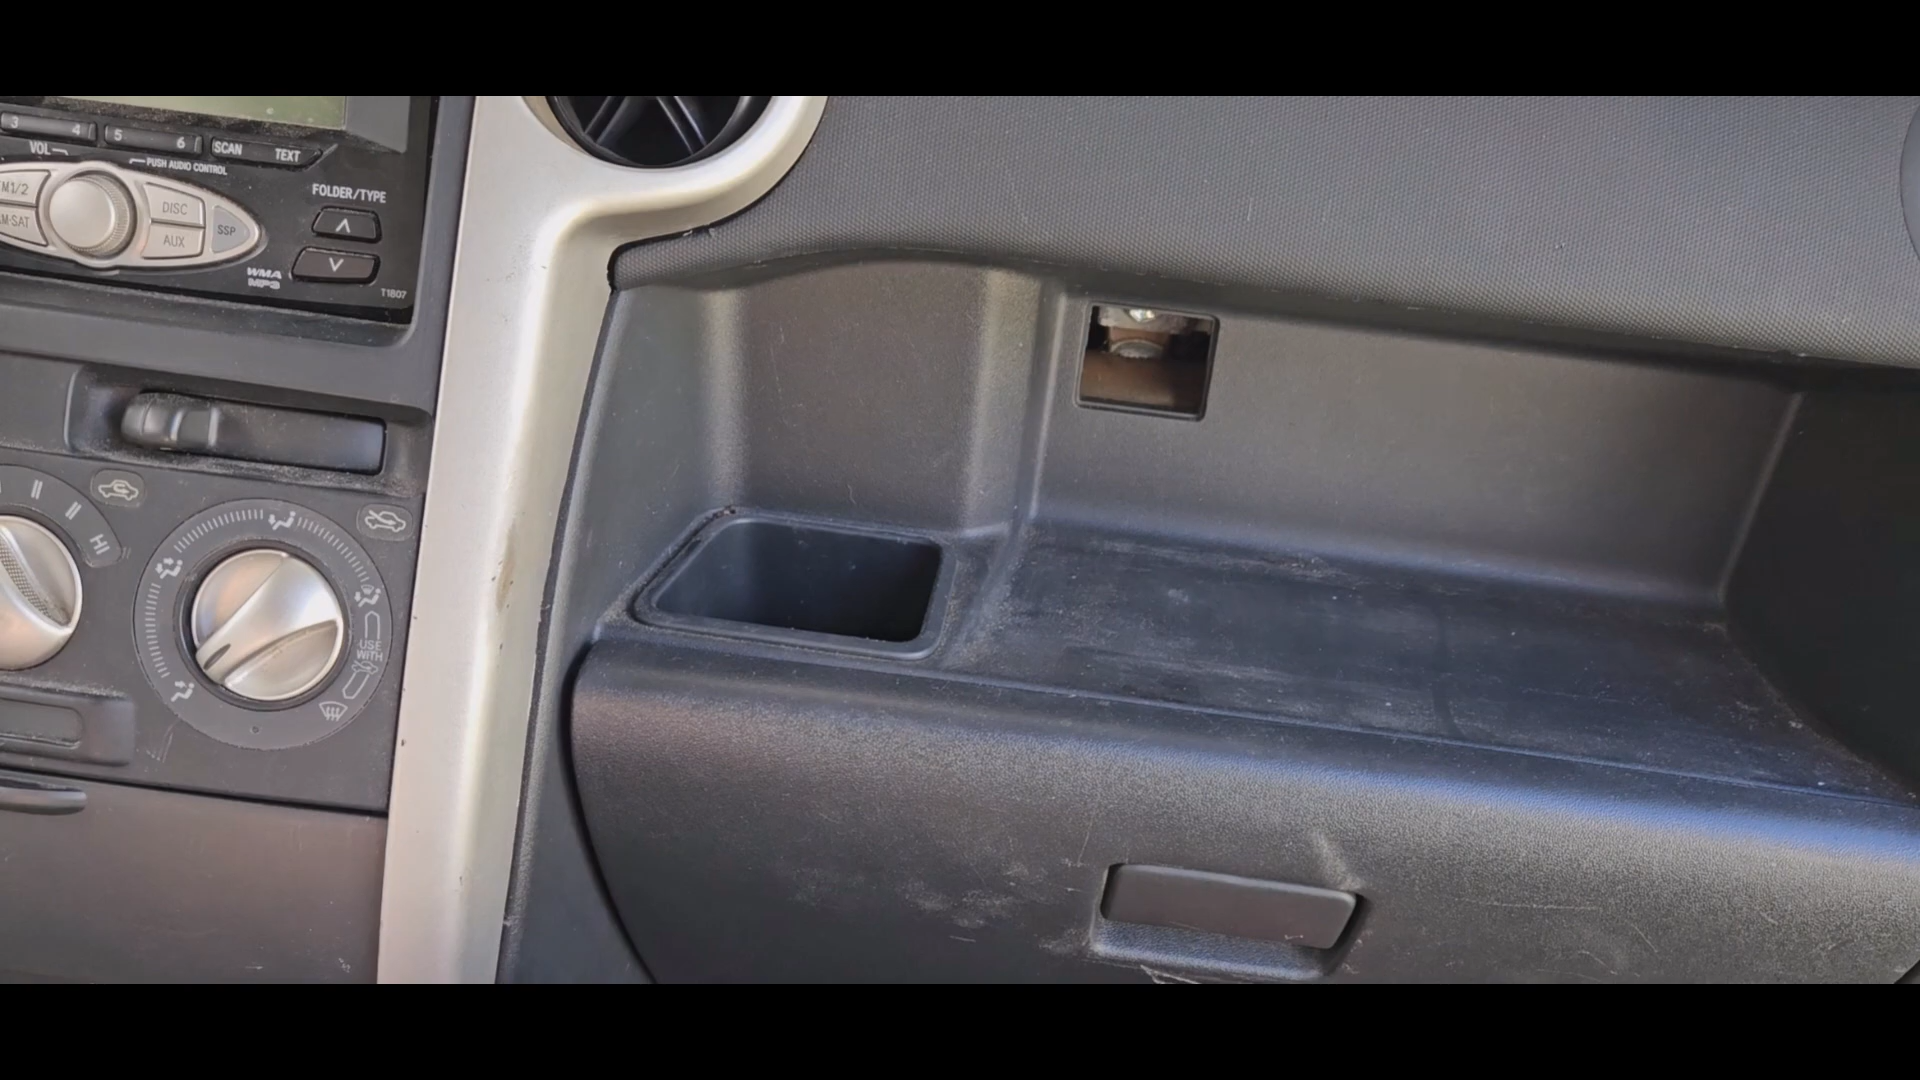 3 4 5 6 SCAN TEXT
VOL
PUSH AUDIO CONTROL
M1/2 DISC
M·SAT AUX
SSP
FOLDER/TYPE
WMA
MP3
T1807
HI
USE
WITH